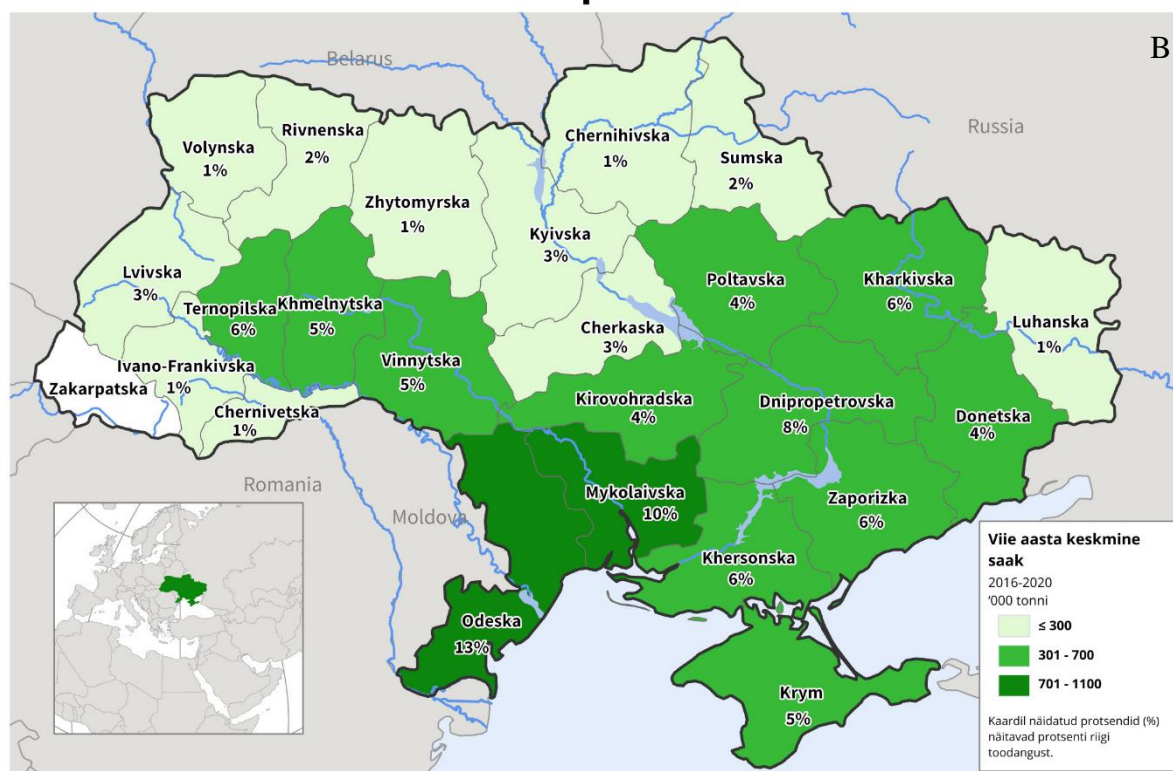 B
Belarus
Russia
Volynska
1%
Rivnenska
2%
Zhytomyrska
1%
Chernihivska
1%
Sumska
2%
Kyivska
3%
Lvivska
3%
Ternopilska
6%
Khmelnytska
5%
Vinnytska
5%
Cherkaska
3%
Poltavska
4%
Kharkivska
6%
Luhanska
1%
Zakarpatska
Ivano-Frankivska
1%
Chernivetska
1%
Kirovohradska
4%
Dnipropetrovska
8%
Donetska
4%
Romania
Moldova
Mykolaivska
10%
Zaporizka
6%
Khersonska
6%
Odeska
13%
Krym
5%
Viie aasta keskmine
saak
2016-2020
'000 tonni
≤ 300
301 - 700
701 - 1100
Kaardil näidatud protsendid (%)
näitavad protsenti riigi
toodangust.